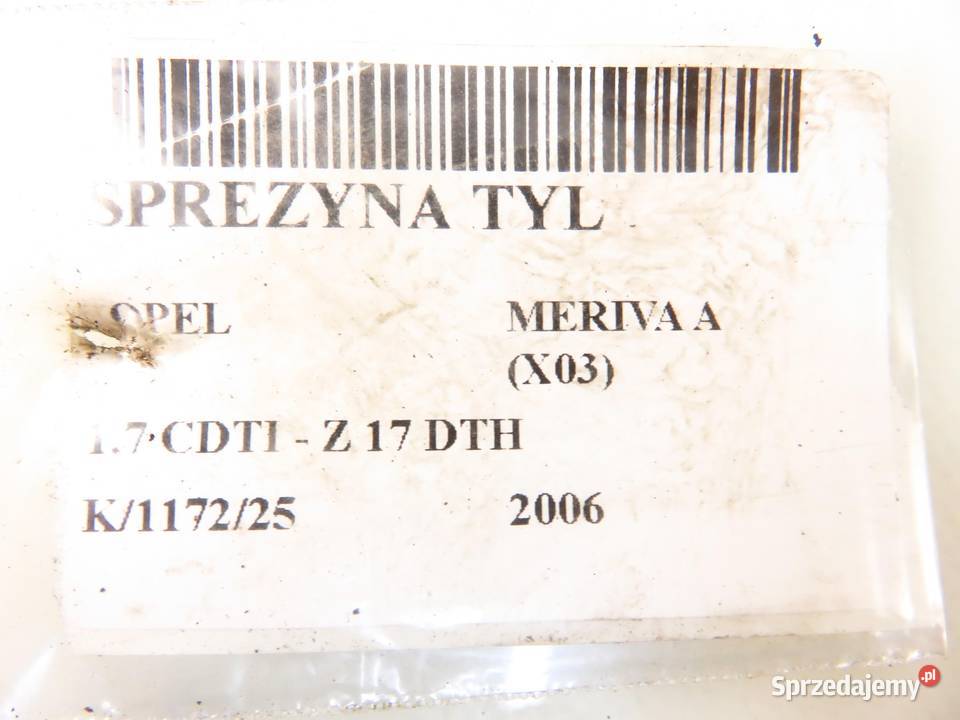 SPREZYNA TYL
OPEL MERIVA A
(X03)
1.7 CDTI - Z 17 DTH
K/1172/25 2006
Sprzedajemy.pl